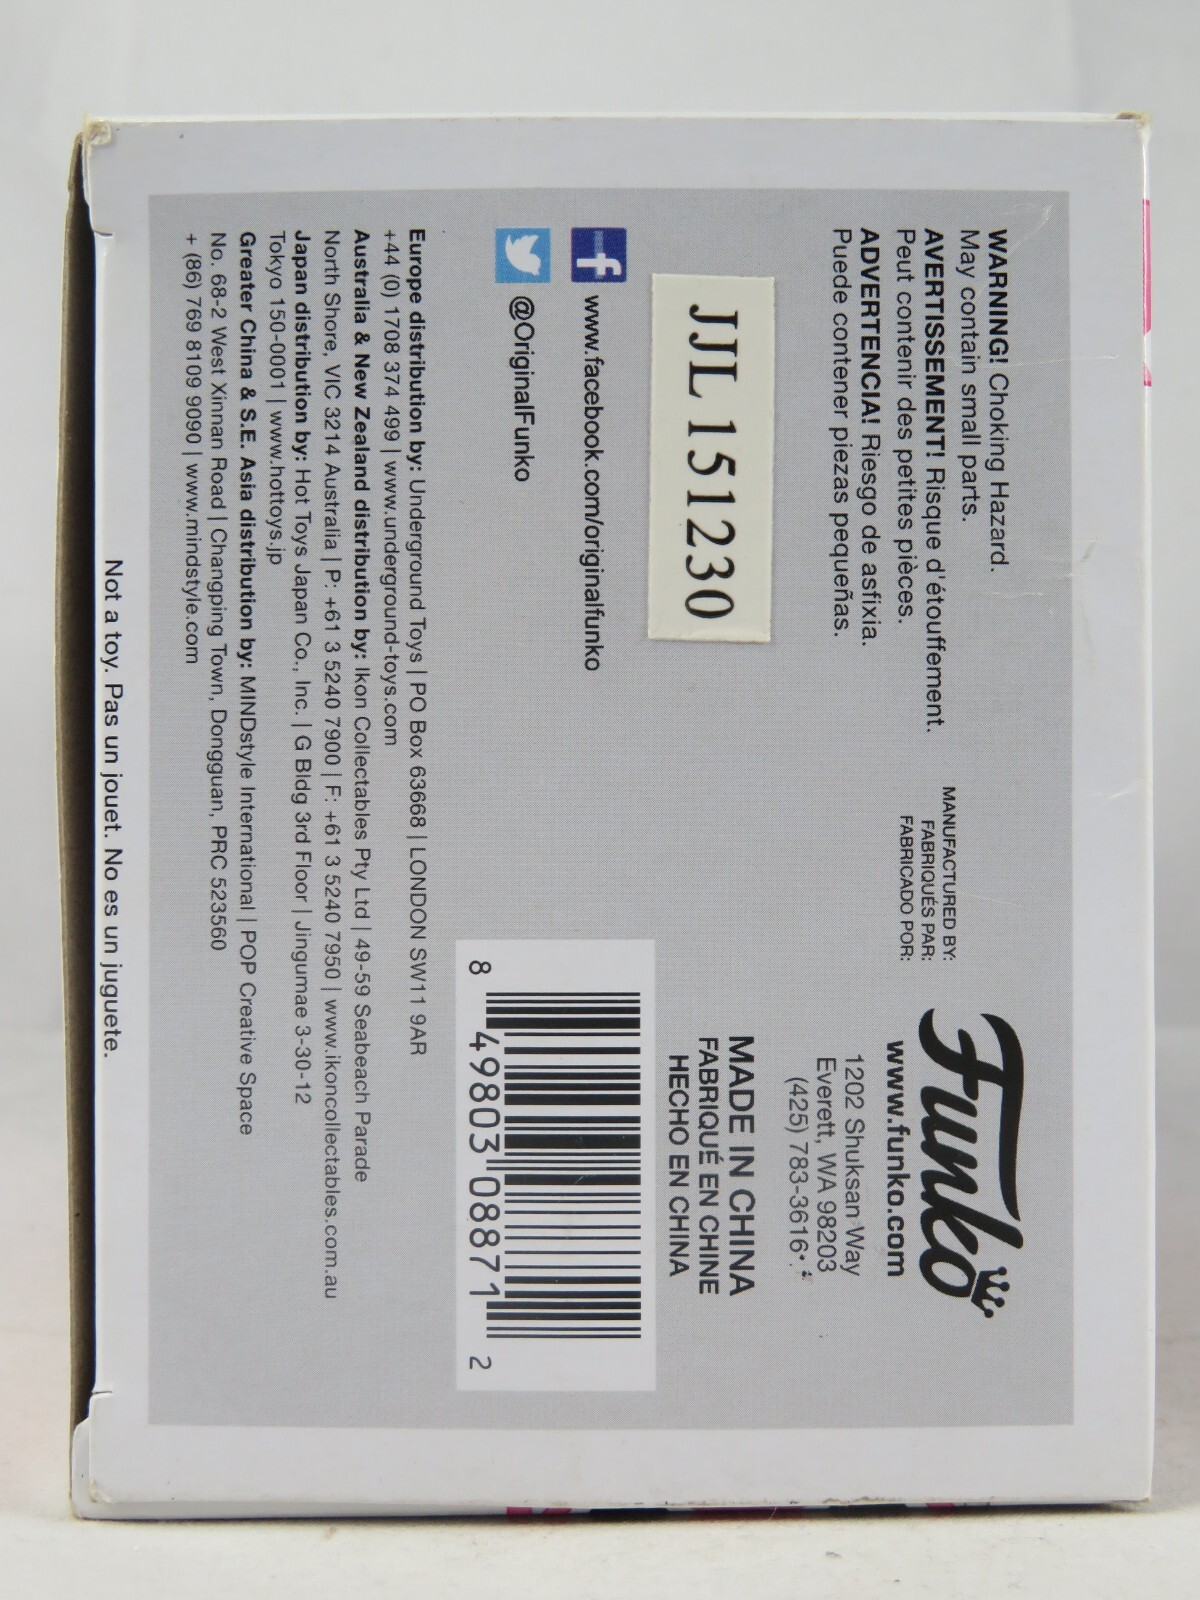 WARNING! Choking Hazard.
May contain small parts.
AVERTISSEMENT! Risque d'étouffement.
Peut contenir des petites pièces.
ADVERTENCIA! Riesgo de asfixia.
Puede contener piezas pequeñas.
MANUFACTURED BY:
FABRIQUÉS PAR:
FABRICADO POR:
Funko
www.funko.com
1202 Shuksan Way
Everett, WA 98203
(425) 783-3616
JJL 151230
MADE IN CHINA
FABRIQUÉ EN CHINE
HECHO EN CHINA
www.facebook.com/originalfunko
@OriginalFunko
8 49803 08871 2
Europe distribution by: Underground Toys | PO Box 63668 | LONDON SW11 9AR
+44 (0) 1708 374 499 | www.underground-toys.com
Australia & New Zealand distribution by: Ikon Collectables Pty Ltd | 49-59 Seabeach Parade
North Shore, VIC 3214 Australia | P: +61 3 5240 7900 | F: +61 3 5240 7950 | www.ikoncollectables.com.au
Japan distribution by: Hot Toys Japan Co., Inc. | G Bldg 3rd Floor | Jingumae 3-30-12
Tokyo 150-0001 | www.hottoys.jp
Greater China & S.E. Asia distribution by: MINDstyle International | POP Creative Space
No. 68-2 West Xinnan Road | Changping Town, Dongguan, PRC 523560
+ (86) 769 8109 9090 | www.mindstyle.com
Not a toy. Pas un jouet. No es un juguete.